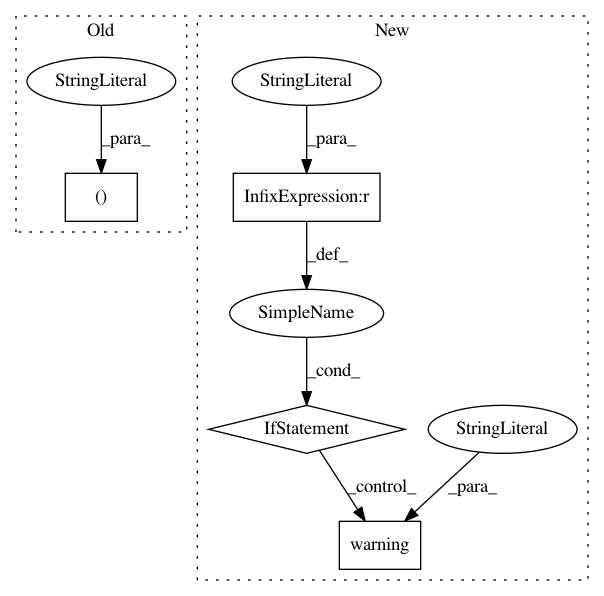 Old
New
StringLiteral
StringLiteral
_para_
_para_
()
InfixExpression:r
_def_
SimpleName
_cond_
IfStatement
StringLiteral
_control_
_para_
warning